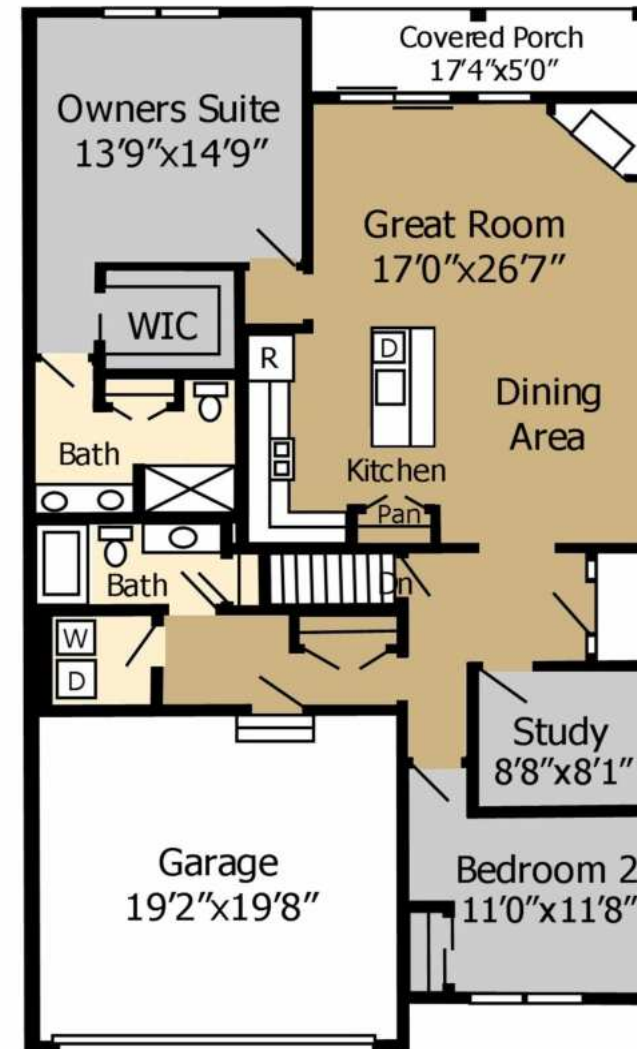 Covered Porch
17'4"x5'0"
Owners Suite
13'9"x14'9"
Great Room
17'0"x26'7"
WIC
R
D
Dining
Area
Bath
Kitchen
Pan
Bath
Dn
W
D
Study
8'8"x8'1"
Garage
19'2"x19'8"
Bedroom 2
11'0"x11'8"